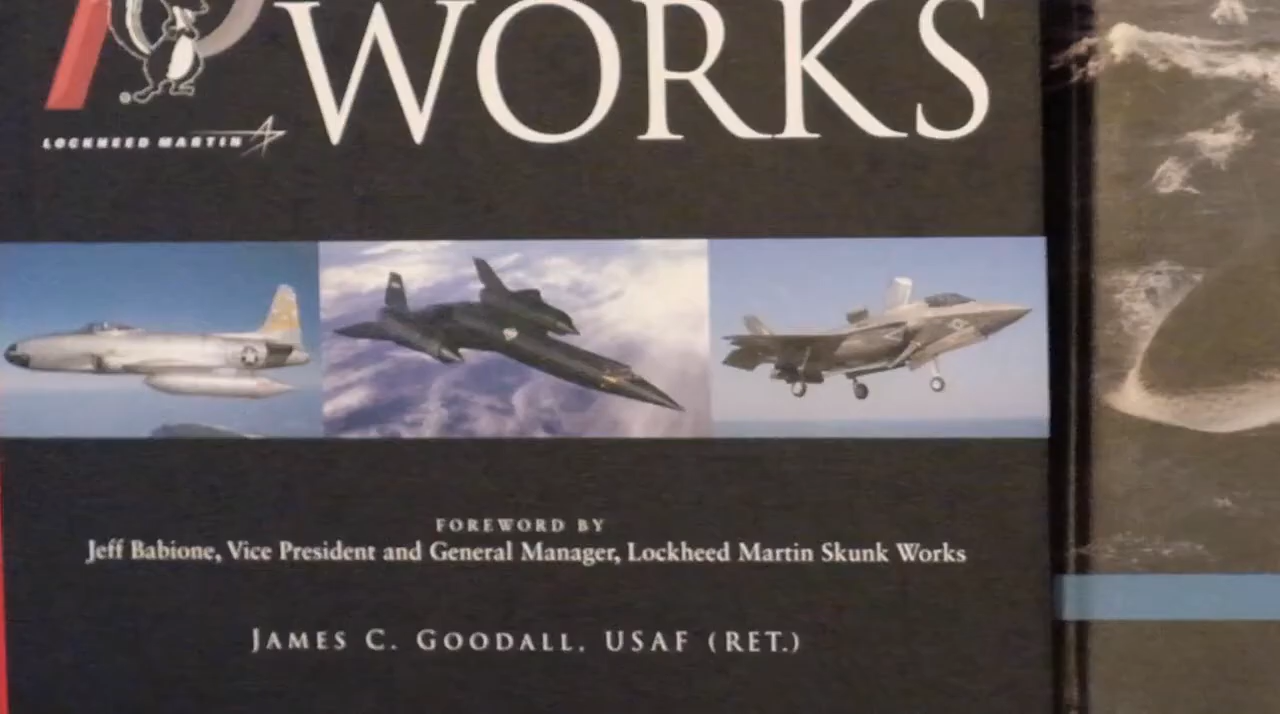 WORKS
LOCKHEED MARTIN
FOREWORD BY
Jeff Babione, Vice President and General Manager, Lockheed Martin Skunk Works
JAMES C. GOODALL, USAF (RET.)